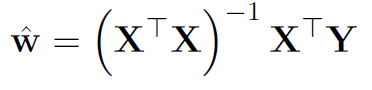 ŵ = (X⊤X)⁻¹ X⊤Y